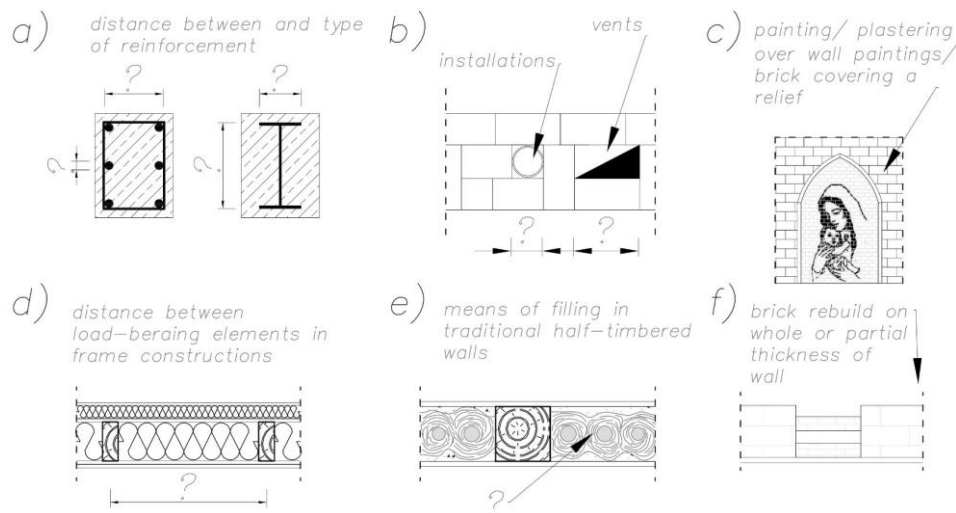 a) distance between and type
of reinforcement
?
?
?
?
b) vents
installations
?
?
c) painting/ plastering
over wall paintings/
brick covering a
relief
d) distance between
load-beraing elements in
frame constructions
?
e) means of filling in
traditional half-timbered
walls
?
f) brick rebuild on
whole or partial
thickness of
wall